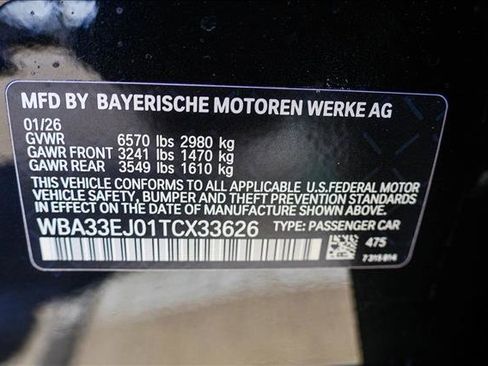 MFD BY BAYERISCHE MOTOREN WERKE AG
01/26
GVWR 6570 lbs 2980 kg
GAWR FRONT 3241 lbs 1470 kg
GAWR REAR 3549 lbs 1610 kg
THIS VEHICLE CONFORMS TO ALL APPLICABLE U.S.FEDERAL MOTOR
VEHICLE SAFETY, BUMPER AND THEFT PREVENTION STANDARDS
IN EFFECT ON THE DATE OF MANUFACTURE SHOWN ABOVE.
WBA33EJ01TCX33626 TYPE: PASSENGER CAR
475